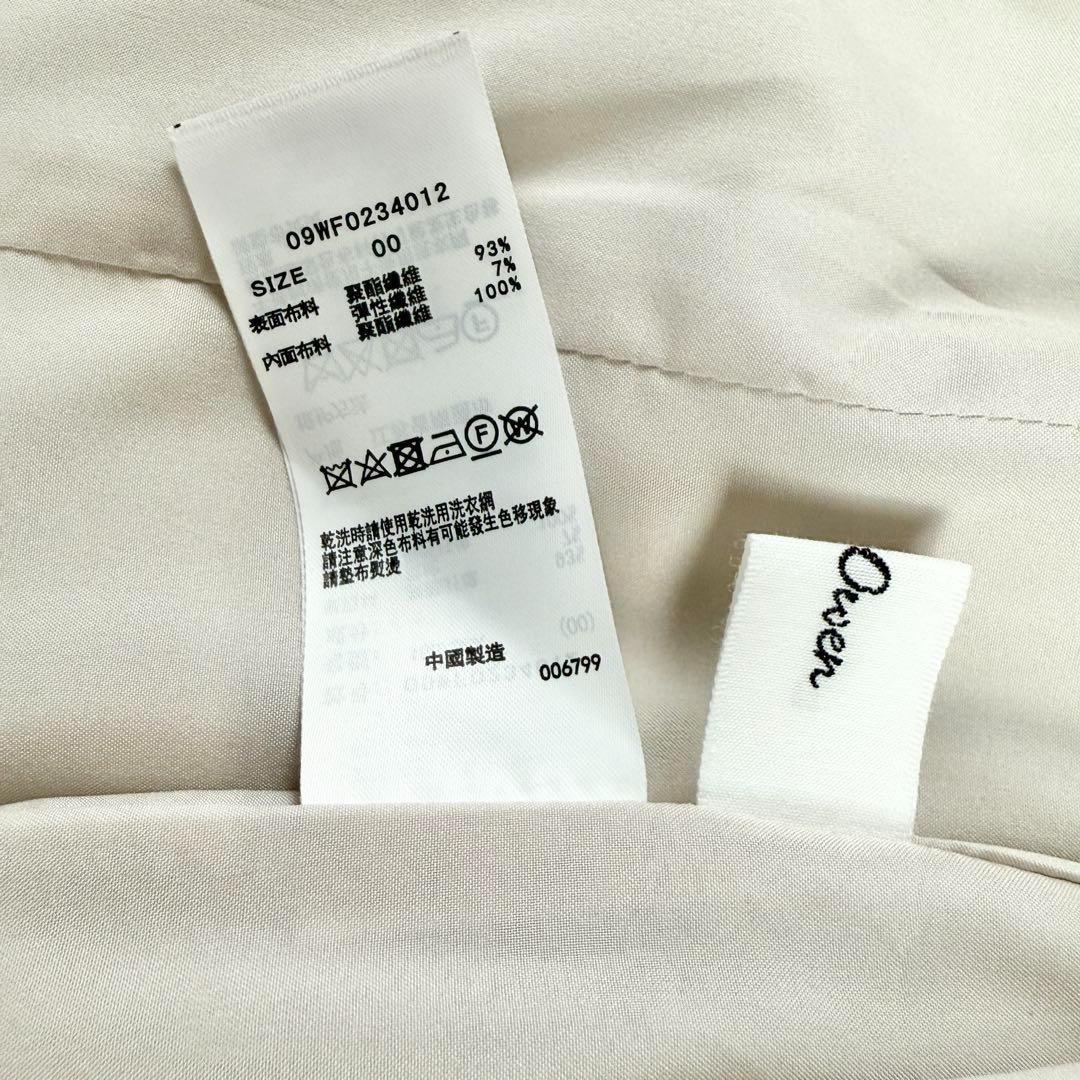 09WF0234012
SIZE 00
表面布料 聚酯纖維 93%
彈性纖維 7%
內面布料 聚酯纖維 100%
F W
乾洗時請使用乾洗用洗衣網
請注意深色布料有可能發生色移現象
請墊布熨燙
中國製造
006799
Owen